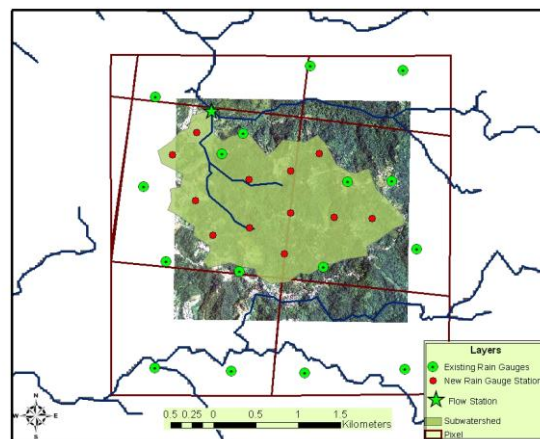 Layers
Existing Rain Gauges
New Rain Gauge Station
Flow Station
Subwatershed
Pixel
N
W E
S
0.5 0.25 0 0.5 1 1.5
Kilometers